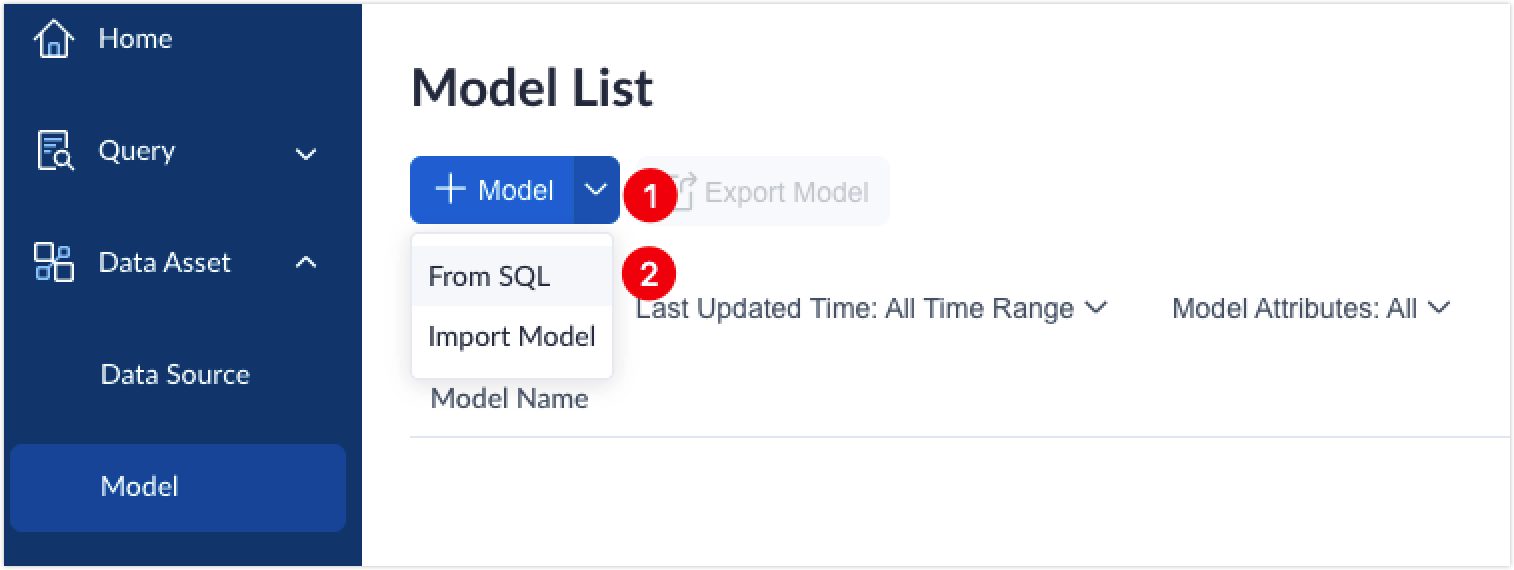 Home
Query
Data Asset
Data Source
Model
Model List
Model
1
Export Model
From SQL
2
Import Model
Last Updated Time: All Time Range
Model Attributes: All
Model Name